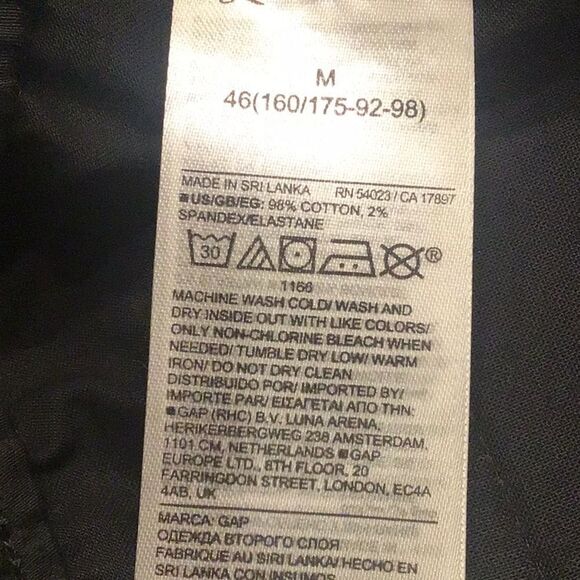 M
46(160/175-92-98)
MADE IN SRI LANKA RN 54023 / CA 17897
■US/GB/EG: 98% COTTON, 2%
SPANDEX/ELASTANE
30 ®
1166
MACHINE WASH COLD/ WASH AND
DRY INSIDE OUT WITH LIKE COLORS/
ONLY NON-CHLORINE BLEACH WHEN
NEEDED/ TUMBLE DRY LOW/ WARM
IRON/ DO NOT DRY CLEAN
DISTRIBUIDO POR/ IMPORTED BY/
IMPORTE PAR/ ΕΙΣΑΓΕΤΑΙ ΑΠΟ ΤΗΝ:
■GAP (RHC) B.V. LUNA ARENA,
HERIKERBERGWEG 238 AMSTERDAM,
1101 CM, NETHERLANDS ■GAP
EUROPE LTD., 8TH FLOOR, 20
FARRINGDON STREET, LONDON, EC4A
4AB, UK
MARCA: GAP
ОДЕЖДА ВТОРОГО СЛОЯ
FABRIQUE AU SRI LANKA/ HECHO EN
SRI LANKA CON INSUMOS